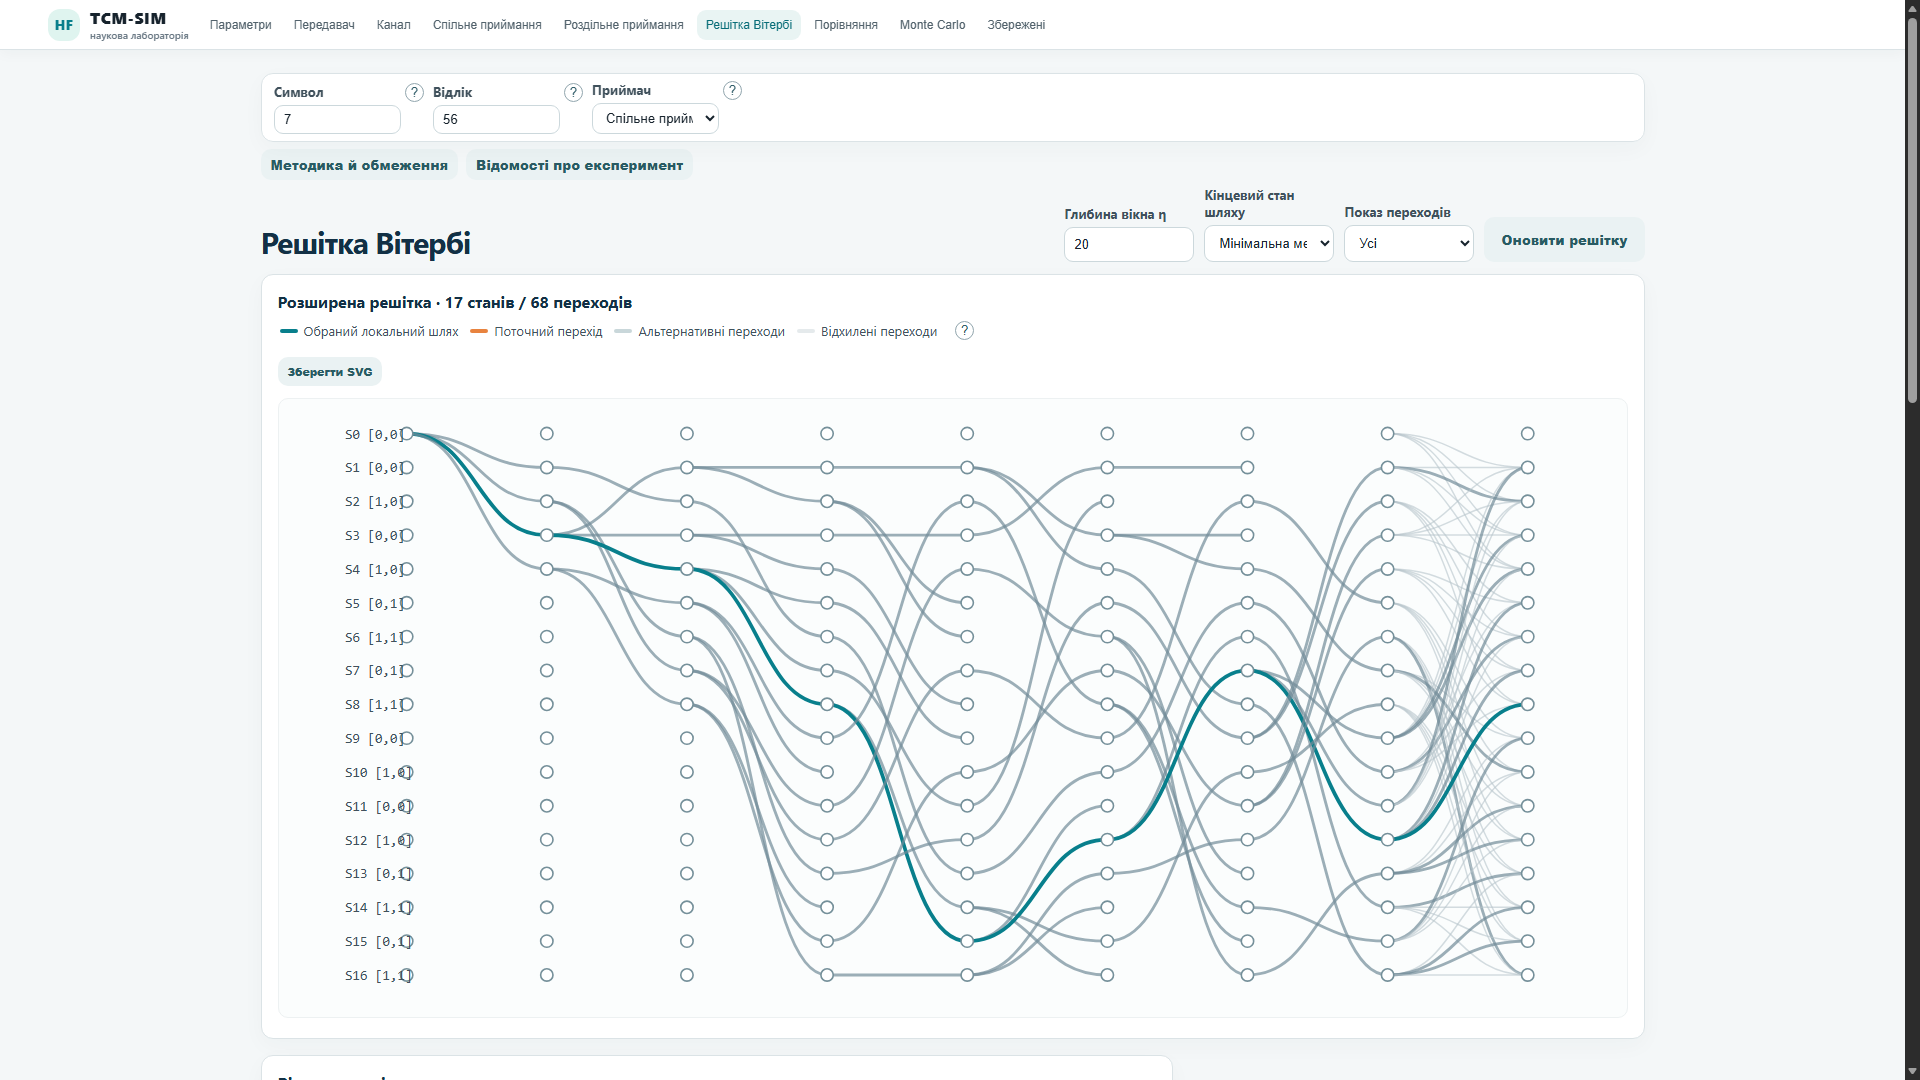 HF
TCM-SIM
наукова лабораторія
Параметри
Передавач
Канал
Спільне приймання
Роздільне приймання
Решітка Вітербі
Порівняння
Monte Carlo
Збережені
Символ ?
Відлік ?
Приймач ?
7
56
Методика й обмеження
Відомості про експеримент
Решітка Вітербі
Глибина вікна η
20
Кінцевий стан
шляху
Показ переходів
Усі
Оновити решітку
Розширена решітка · 17 станів / 68 переходів
Обраний локальний шлях
Поточний перехід
Альтернативні переходи
Відхилені переходи
?
Зберегти SVG
S0 [0,0]
S1 [0,0]
S2 [1,0]
S3 [0,0]
S4 [1,0]
S5 [0,1]
S6 [1,1]
S7 [0,1]
S8 [1,1]
S9 [0,0]
S10 [1,0]
S11 [0,0]
S12 [1,0]
S13 [0,1]
S14 [1,1]
S15 [0,1]
S16 [1,1]